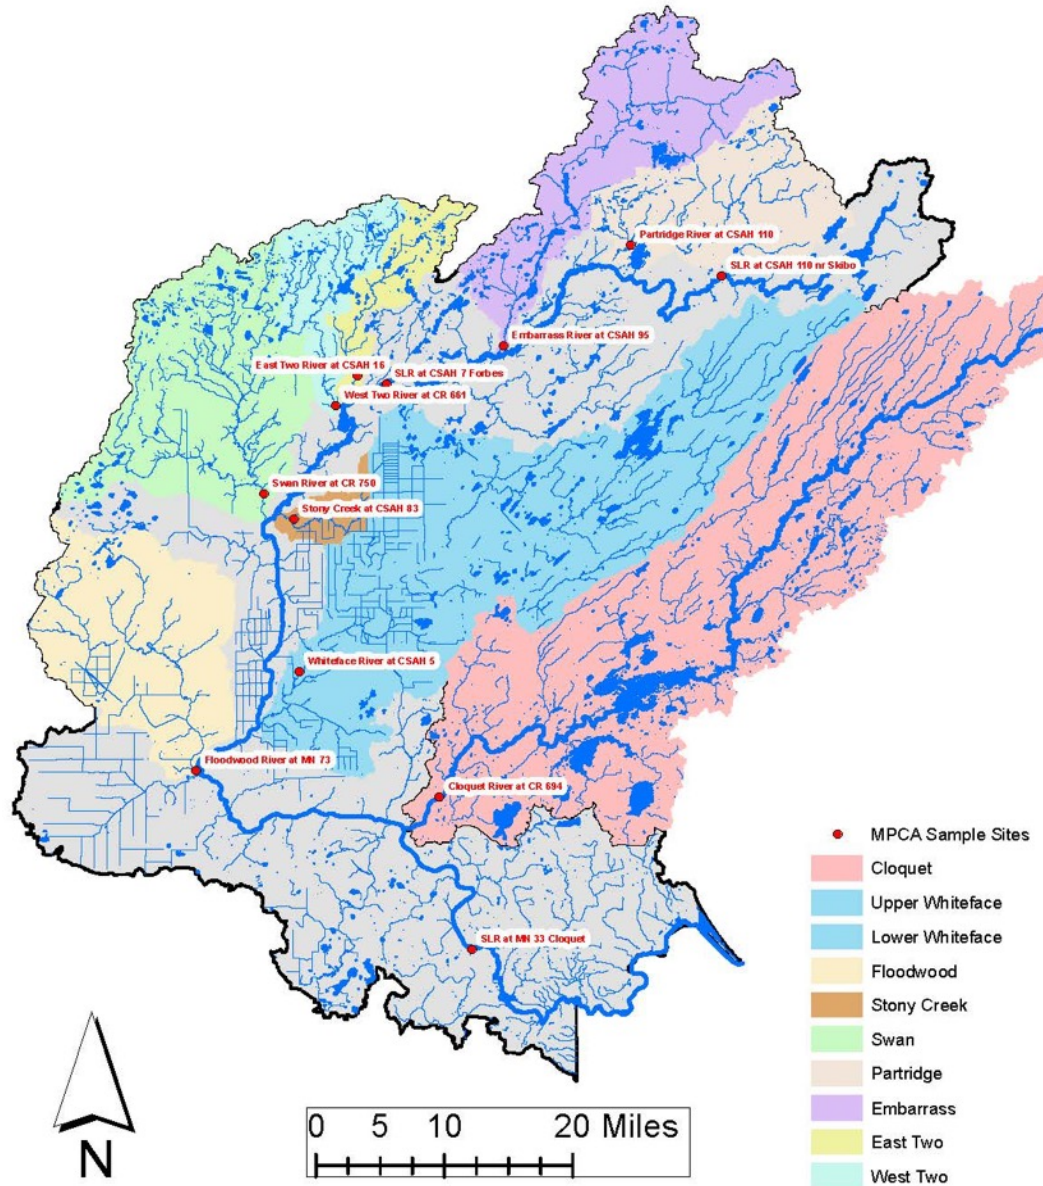 Partridge River at CSAH 110
SLR at CSAH 110 nr Skibo
Embarrass River at CSAH 95
East Two River at CSAH 16
SLR at CSAH 7 Forbes
West Two River at CR 661
Swan River at CR 750
Stony Creek at CSAH 83
Whiteface River at CSAH 5
Floodwood River at MN 73
Cloquet River at CR 694
SLR at MN 33 Cloquet
MPCA Sample Sites
Cloquet
Upper Whiteface
Lower Whiteface
Floodwood
Stony Creek
Swan
Partridge
Embarrass
East Two
West Two
N
0 5 10 20 Miles